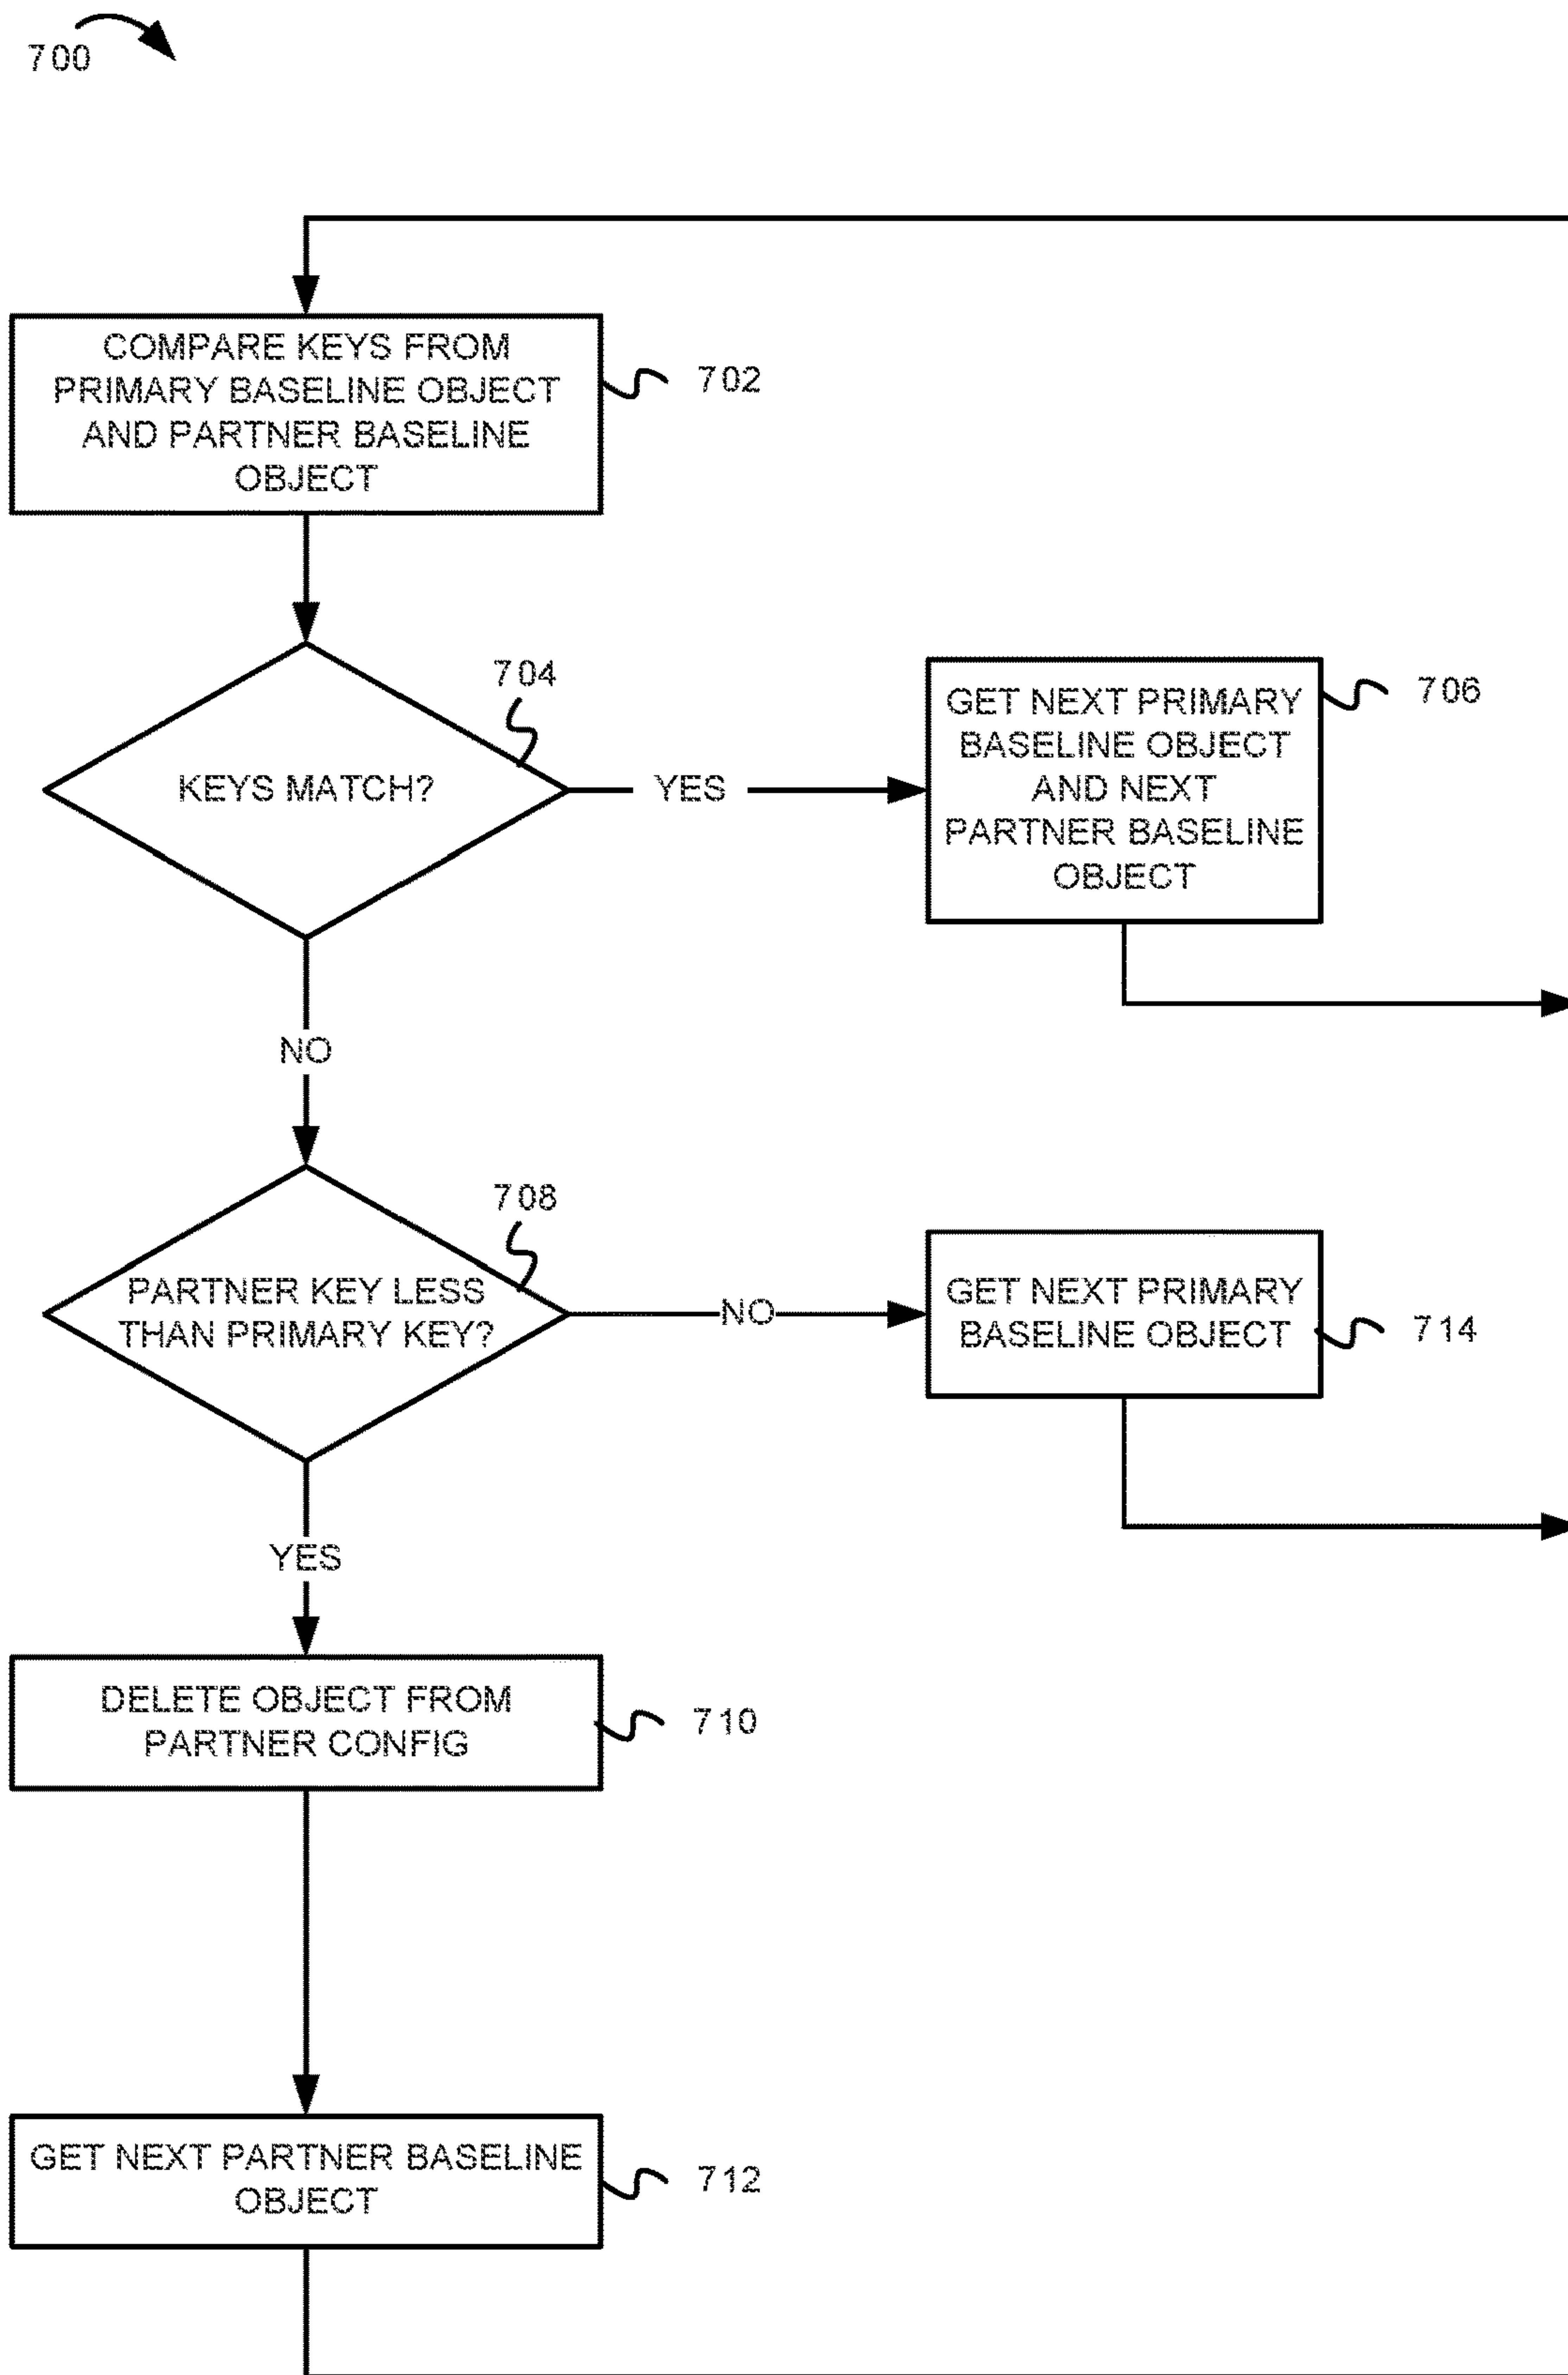 700
COMPARE KEYS FROM
PRIMARY BASELINE OBJECT
AND PARTNER BASELINE
OBJECT
702
704
KEYS MATCH?
YES
GET NEXT PRIMARY
BASELINE OBJECT
AND NEXT
PARTNER BASELINE
OBJECT
706
NO
708
PARTNER KEY LESS
THAN PRIMARY KEY?
NO
GET NEXT PRIMARY
BASELINE OBJECT
714
YES
DELETE OBJECT FROM
PARTNER CONFIG
710
GET NEXT PARTNER BASELINE
OBJECT
712